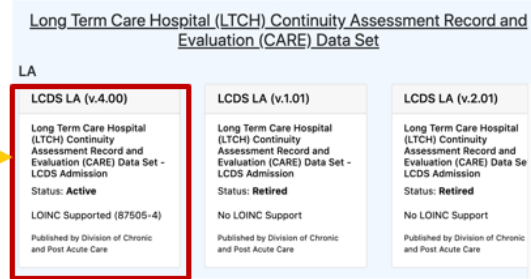 Long Term Care Hospital (LTCH) Continuity Assessment Record and
Evaluation (CARE) Data Set
LA
LCDS LA (v.4.00)
Long Term Care Hospital
(LTCH) Continuity
Assessment Record and
Evaluation (CARE) Data Set -
LCDS Admission
Status: Active
LOINC Supported (87505-4)
Published by Division of Chronic
and Post Acute Care
LCDS LA (v.1.01)
Long Term Care Hospital
(LTCH) Continuity
Assessment Record and
Evaluation (CARE) Data Set -
LCDS Admission
Status: Retired
No LOINC Support
Published by Division of Chronic
and Post Acute Care
LCDS LA (v.2.01)
Long Term Care Hospital
(LTCH) Continuity
Assessment Record and
Evaluation (CARE) Data Se
LCDS Admission
Status: Retired
No LOINC Support
Published by Division of Chronic
and Post Acute Care